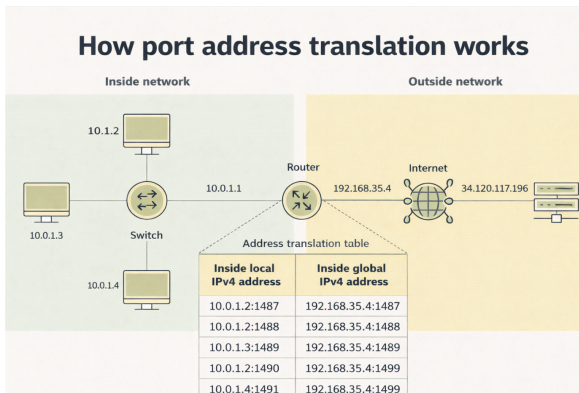 How port address translation works
Inside network
Outside network
10.1.2
Router
Internet
10.0.1.1
192.168.35.4
34.120.117.196
10.0.1.3
Switch
Address translation table
10.0.1.4
Inside local IPv4 address
Inside global IPv4 address
10.0.1.2:1487
192.168.35.4:1487
10.0.1.2:1488
192.168.35.4:1488
10.0.1.3:1489
192.168.35.4:1489
10.0.1.2:1490
192.168.35.4:1499
10.0.1.4:1491
192.168.35.4:1499